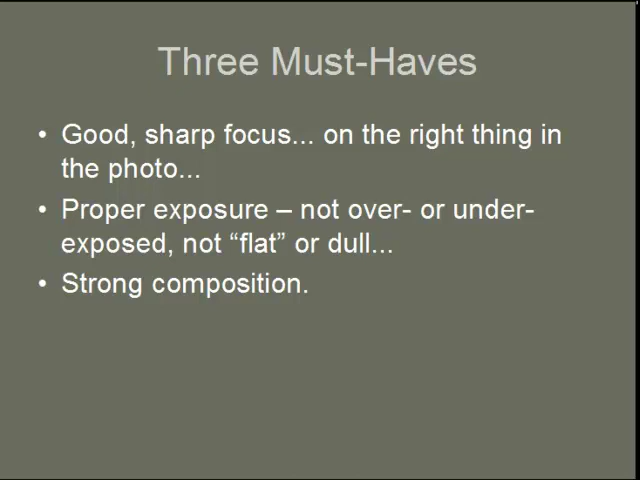 Three Must-Haves
• Good, sharp focus... on the right thing in
the photo...
• Proper exposure – not over- or under-
exposed, not “flat” or dull...
• Strong composition.